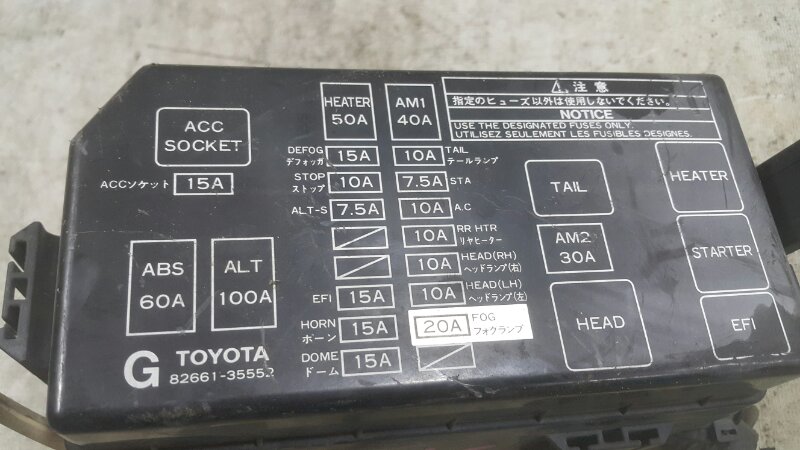 ACC
SOCKET
ACCソケット 15A
HEATER
50A
AM1
40A
⚠ 注意
指定のヒューズ以外は使用しないでください。
NOTICE
USE THE DESIGNATED FUSES ONLY.
UTILISEZ SEULEMENT LES FUSIBLES DESIGNES.
DEFOG
デフォッガ 15A
10A TAIL
テールランプ
STOP
ストップ 10A
7.5A STA
ALT-S 7.5A
10A A.C
10A RR HTR
リヤヒーター
10A HEAD(RH)
ヘッドランプ(右)
EFI 15A
10A HEAD(LH)
ヘッドランプ(左)
HORN
ホーン 15A
20A FOG
フォグランプ
DOME
ドーム 15A
ABS
60A
ALT
100A
TAIL
HEATER
AM2
30A
STARTER
HEAD
EFI
G TOYOTA
82661-35552